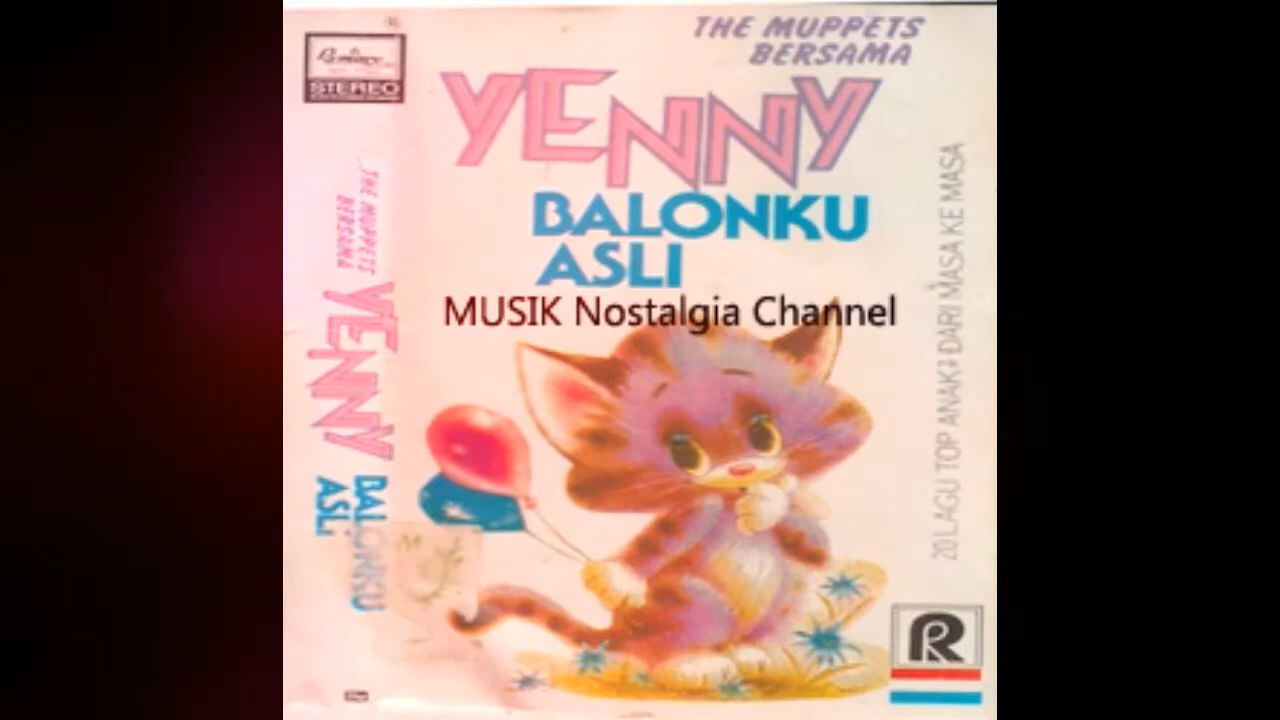 STEREO
THE MUPPETS
BERSAMA
YENNY
BALONKU
ASLI
MUSIK Nostalgia Channel
20 LAGU TOP ANAK² DARI MASA KE MASA
THE MUPPETS
BERSAMA
YENNY
BALONKU
ASLI
R